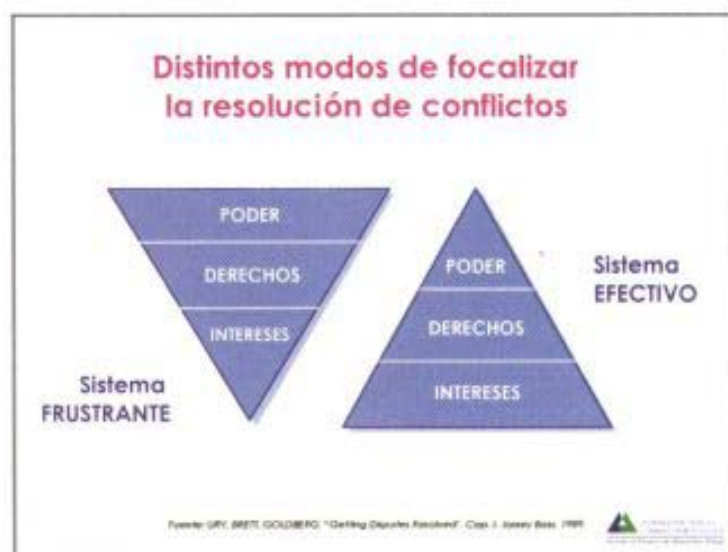 Distintos modos de focalizar
la resolución de conflictos
PODER
DERECHOS
INTERESES
Sistema
FRUSTRANTE
PODER
DERECHOS
INTERESES
Sistema
EFECTIVO
Fuente: URY, BRETT, GOLDBERG, "Getting Disputes Resolved". Cap. I. Jossey Bass. 1989